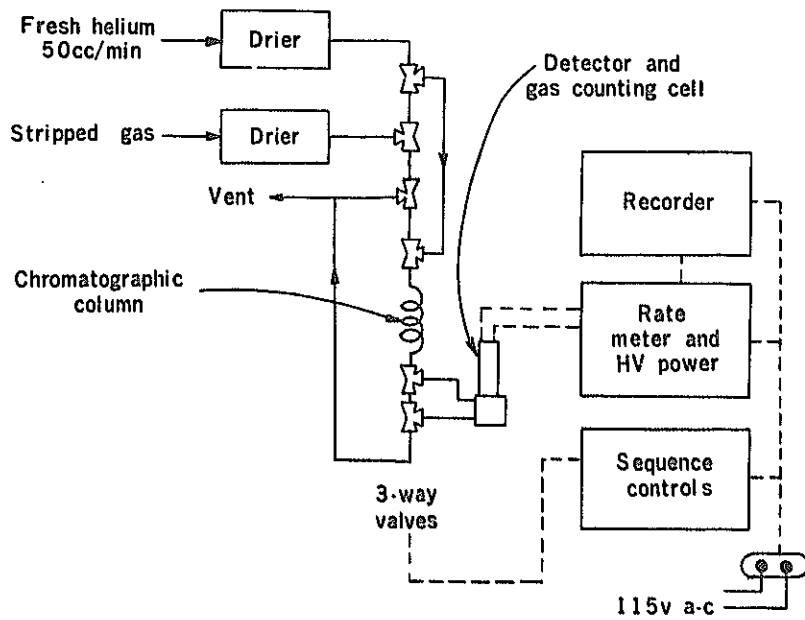 Fresh helium
50cc/min
Drier
Stripped gas
Drier
Vent
Chromatographic
column
Detector and
gas counting cell
Recorder
Rate
meter and
HV power
Sequence
controls
3-way
valves
115v a-c